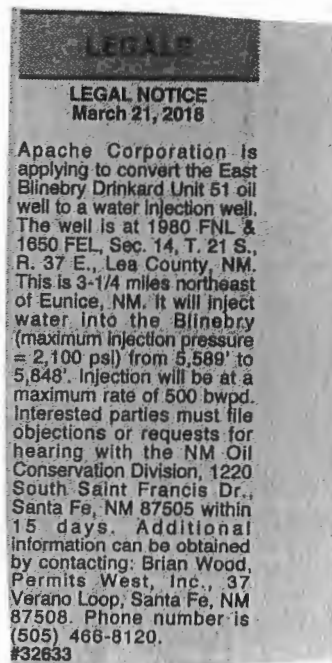 LEGALS
LEGAL NOTICE
March 21, 2018
Apache Corporation is
applying to convert the East
Blinebry Drinkard Unit 51 oil
well to a water injection well.
The well is at 1980 FNL &
1650 FEL, Sec. 14, T. 21 S.,
R. 37 E., Lea County, NM.
This is 3-1/4 miles northeast
of Eunice, NM. It will inject
water into the Blinebry
(maximum injection pressure
= 2,100 psi) from 5,589' to
5,848'. Injection will be at a
maximum rate of 500 bwpd.
Interested parties must file
objections or requests for
hearing with the NM Oil
Conservation Division, 1220
South Saint Francis Dr.,
Santa Fe, NM 87505 within
15 days. Additional
information can be obtained
by contacting: Brian Wood,
Permits West, Inc., 37
Verano Loop, Santa Fe, NM
87508. Phone number is
(505) 466-8120.
#32633